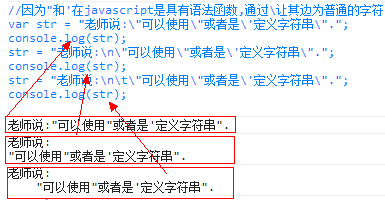 //因为"和'在javascript是具有语法函数,通过\让其边为普通的字符
var str = "老师说:\"可以使用\"或者是\'定义字符串\".";
console.log(str);
str = "老师说:\n\"可以使用\"或者是\'定义字符串\".";
console.log(str);
str = "老师说:\n\t\"可以使用\"或者是\'定义字符串\".";
console.log(str);
老师说:"可以使用"或者是'定义字符串".
老师说:
"可以使用"或者是'定义字符串".
老师说:
"可以使用"或者是'定义字符串".